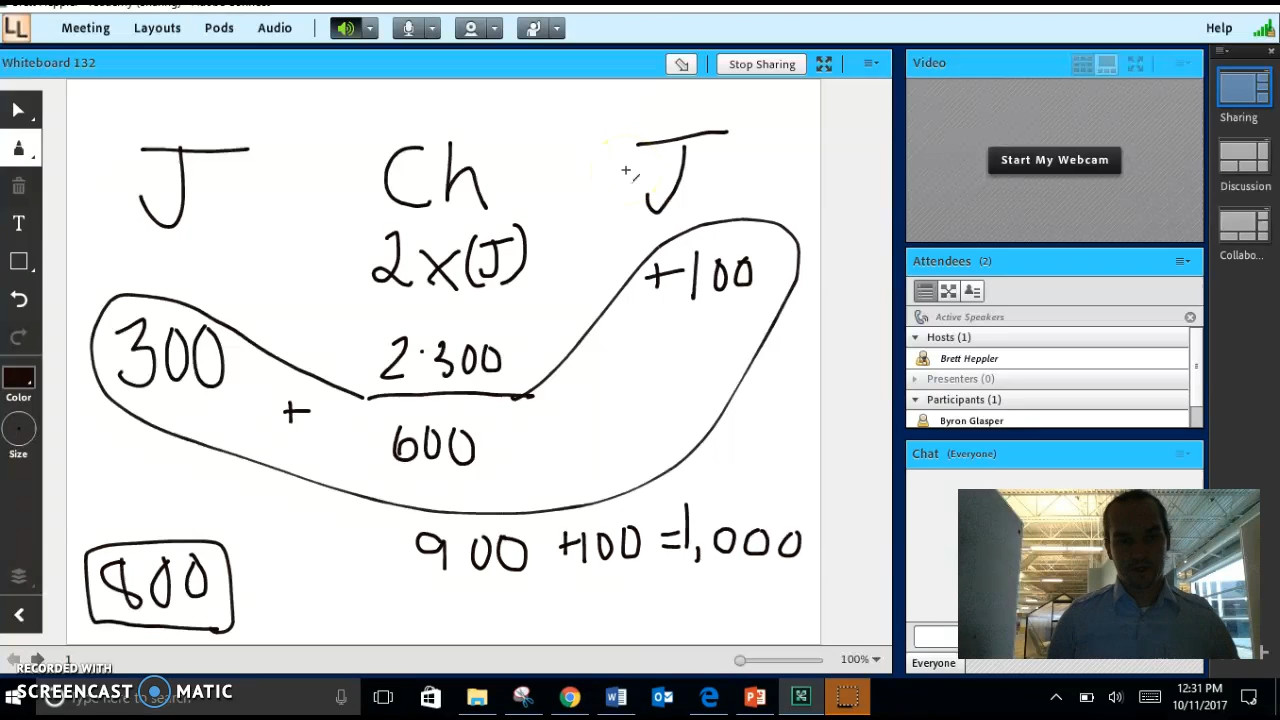 Meeting Layouts Pods Audio Help
Whiteboard 132
Stop Sharing
Video
Sharing
Start My Webcam
Discussion
Collabo...
J Ch J
2×(J)
+100
300
2·300
+
600
900 +100 =1,000
800
Attendees (2)
Active Speakers
Hosts (1)
Brett Heppler
Presenters (0)
Participants (1)
Byron Glasper
Chat (Everyone)
Everyone
T
Color
Size
1
100%
RECORDED WITH
SCREENCAST MATIC
12:31 PM
10/11/2017